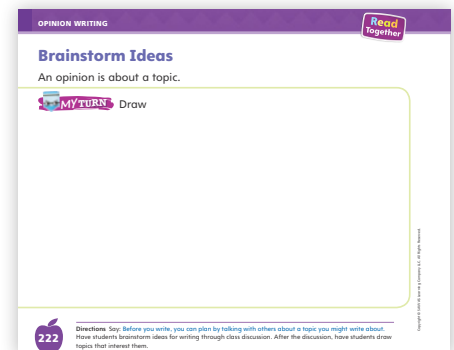 OPINION WRITING
Read
Together
Brainstorm Ideas
An opinion is about a topic.
MY TURN Draw
222
Directions Say: Before you write, you can plan by talking with others about a topic you might write about.
Have students brainstorm ideas for writing through class discussion. After the discussion, have students draw
topics that interest them.